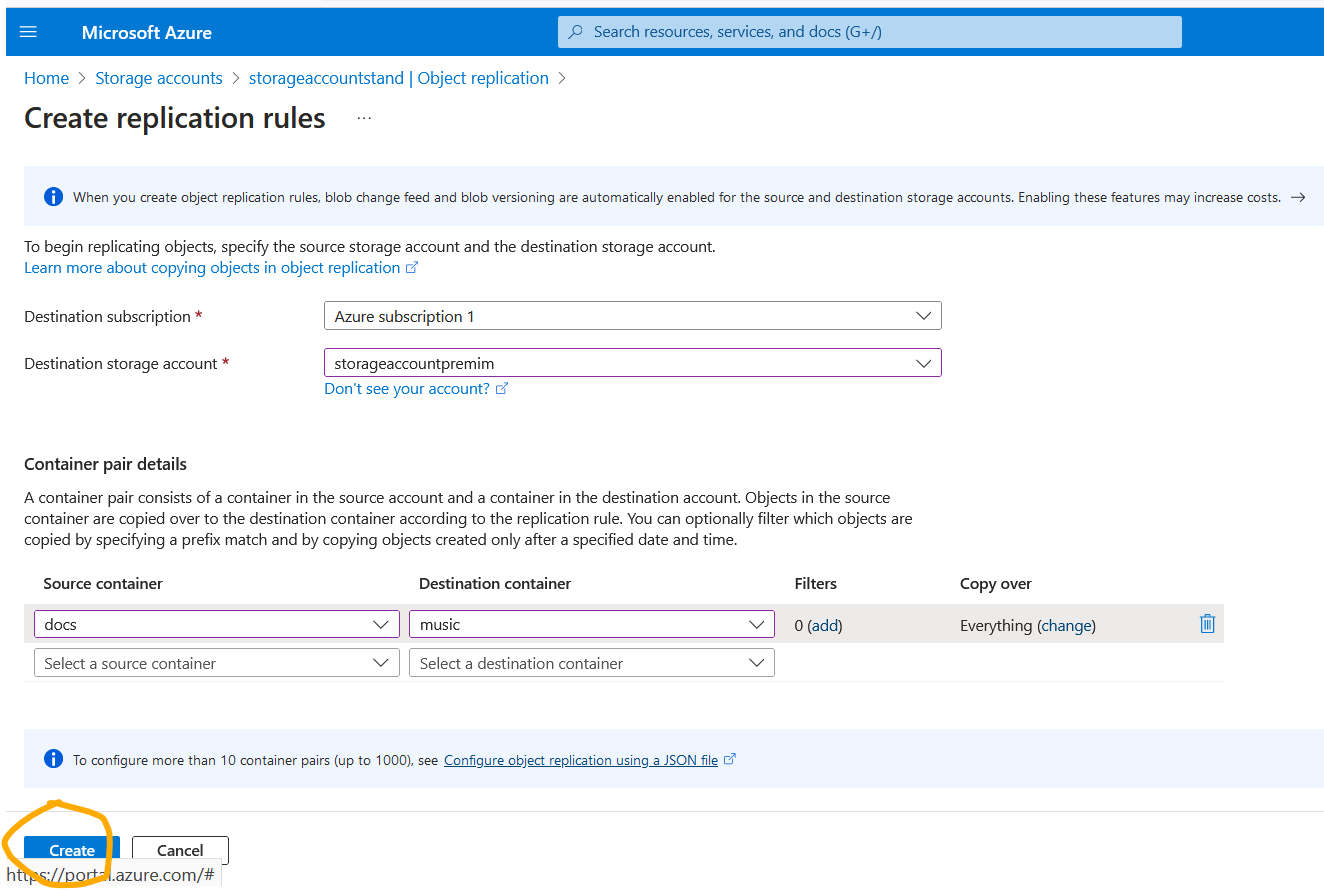 Microsoft Azure
Search resources, services, and docs (G+/)
Home > Storage accounts > storageaccountstand | Object replication >
Create replication rules ...
When you create object replication rules, blob change feed and blob versioning are automatically enabled for the source and destination storage accounts. Enabling these features may increase costs. →
To begin replicating objects, specify the source storage account and the destination storage account.
Learn more about copying objects in object replication
Destination subscription *
Azure subscription 1
Destination storage account *
storageaccountpremim
Don't see your account?
Container pair details
A container pair consists of a container in the source account and a container in the destination account. Objects in the source
container are copied over to the destination container according to the replication rule. You can optionally filter which objects are
copied by specifying a prefix match and by copying objects created only after a specified date and time.
Source container Destination container Filters Copy over
docs music 0 (add) Everything (change)
Select a source container Select a destination container
To configure more than 10 container pairs (up to 1000), see Configure object replication using a JSON file
Create Cancel
https://portal.azure.com/#